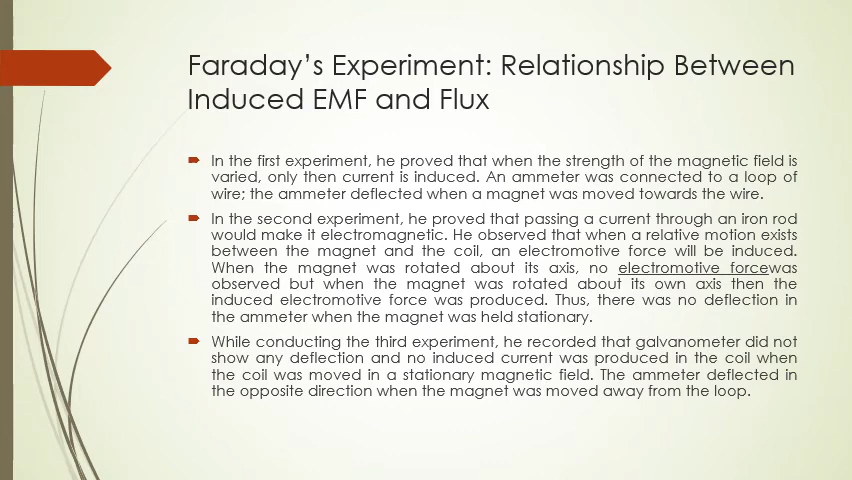 Faraday’s Experiment: Relationship Between
Induced EMF and Flux
In the first experiment, he proved that when the strength of the magnetic field is
varied, only then current is induced. An ammeter was connected to a loop of
wire; the ammeter deflected when a magnet was moved towards the wire.
In the second experiment, he proved that passing a current through an iron rod
would make it electromagnetic. He observed that when a relative motion exists
between the magnet and the coil, an electromotive force will be induced.
When the magnet was rotated about its axis, no electromotive forcewas
observed but when the magnet was rotated about its own axis then the
induced electromotive force was produced. Thus, there was no deflection in
the ammeter when the magnet was held stationary.
While conducting the third experiment, he recorded that galvanometer did not
show any deflection and no induced current was produced in the coil when
the coil was moved in a stationary magnetic field. The ammeter deflected in
the opposite direction when the magnet was moved away from the loop.